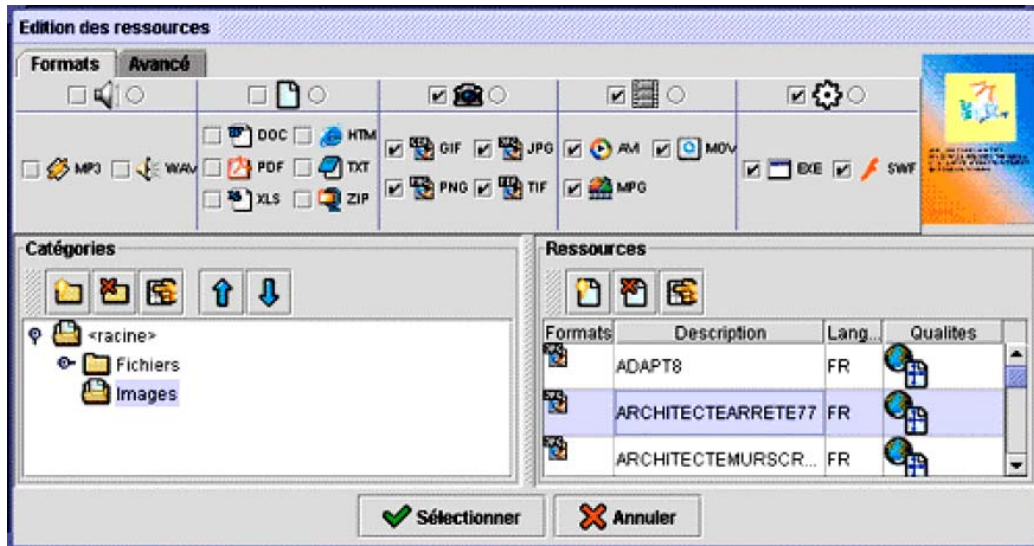 Edition des ressources
Formats Avancé
MP3 WAV
DOC HTM
PDF TXT
XLS ZIP
GIF JPG
PNG TIF
AVI MOV
MPG
EXE SWF
Catégories
<racine>
Fichiers
Images
Ressources
Formats Description Lang... Qualites
ADAPT8 FR
ARCHITECTEARRETE77 FR
ARCHITECTEMURSCR... FR
Sélectionner Annuler